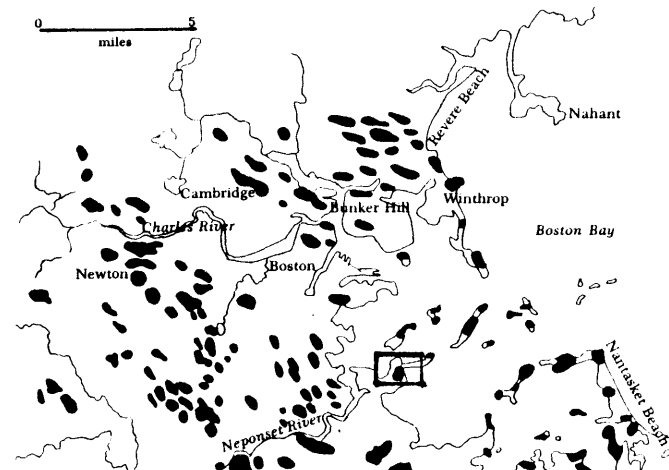 0 5
miles
Revere Beach
Nahant
Cambridge
Bunker Hill
Winthrop
Charles River
Boston Bay
Newton
Boston
Nantasket Beach
Neponset River